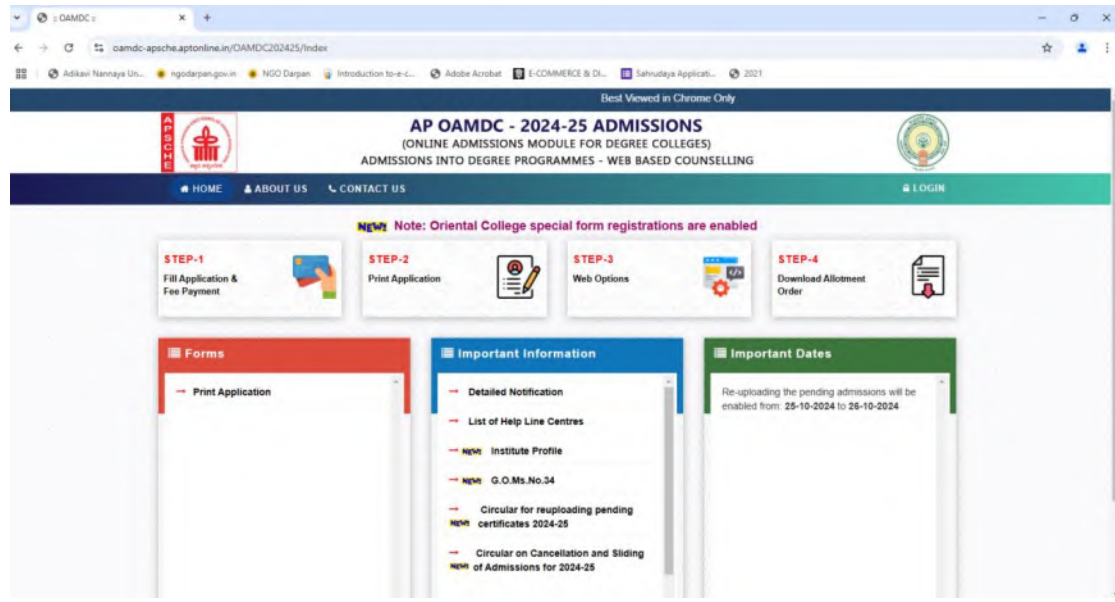 :: OAMDC ::
oamdc-apsche.aptonline.in/OAMDC202425/Index
Adikavi Nannaya Un... ngodarpan.gov.in NGO Darpan Introduction to-e-c... Adobe Acrobat E-COMMERCE & DI... Sahrudaya Applicati... 2021
Best Viewed in Chrome Only
APSCHE
AP OAMDC - 2024-25 ADMISSIONS
(ONLINE ADMISSIONS MODULE FOR DEGREE COLLEGES)
ADMISSIONS INTO DEGREE PROGRAMMES - WEB BASED COUNSELLING
HOME ABOUT US CONTACT US LOGIN
NEW! Note: Oriental College special form registrations are enabled
STEP-1
Fill Application &
Fee Payment
STEP-2
Print Application
STEP-3
Web Options
STEP-4
Download Allotment
Order
Forms
Print Application
Important Information
Detailed Notification
List of Help Line Centres
NEW! Institute Profile
NEW! G.O.Ms.No.34
Circular for reuploading pending
NEW! certificates 2024-25
Circular on Cancellation and Sliding
NEW! of Admissions for 2024-25
Important Dates
Re-uploading the pending admissions will be
enabled from: 25-10-2024 to 26-10-2024